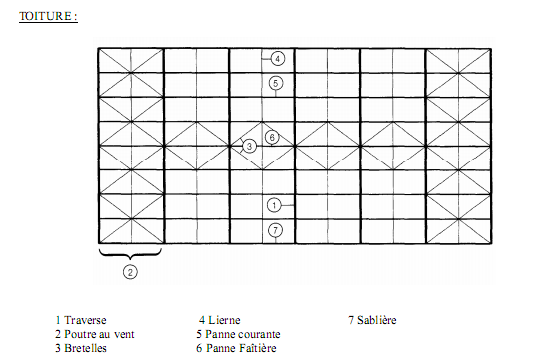 TOITURE :
4
5
6
3
1
7
2
1 Traverse 4 Lierne 7 Sablière
2 Poutre au vent 5 Panne courante
3 Bretelles 6 Panne Faîtière